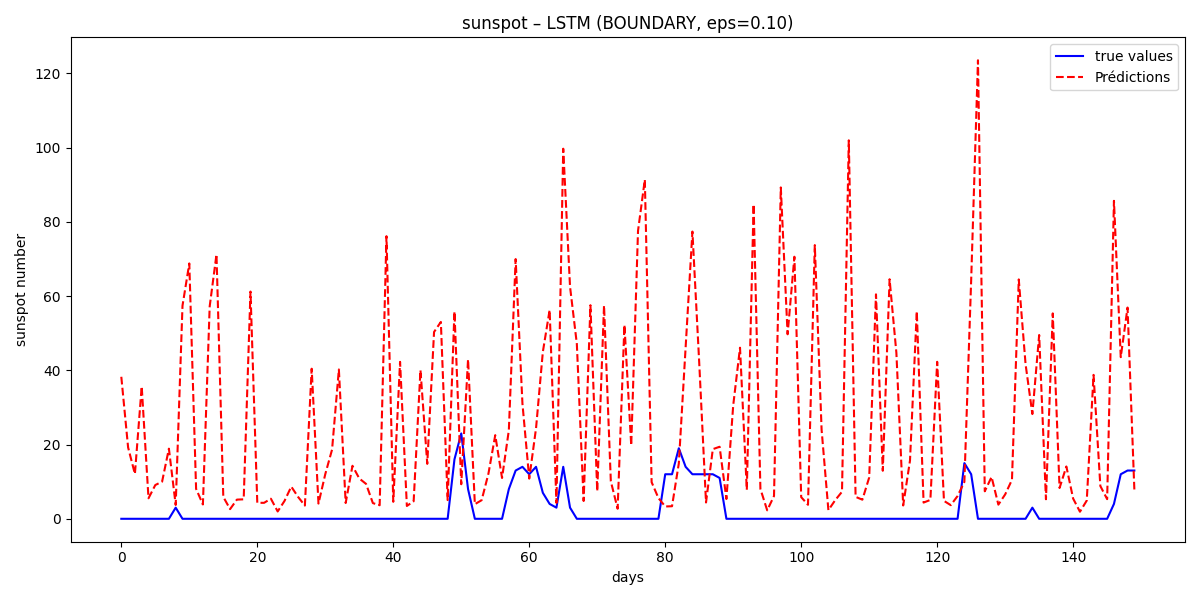 sunspot – LSTM (BOUNDARY, eps=0.10)
true values
Prédictions
sunspot number
120
100
80
60
40
20
0
0 20 40 60 80 100 120 140
days